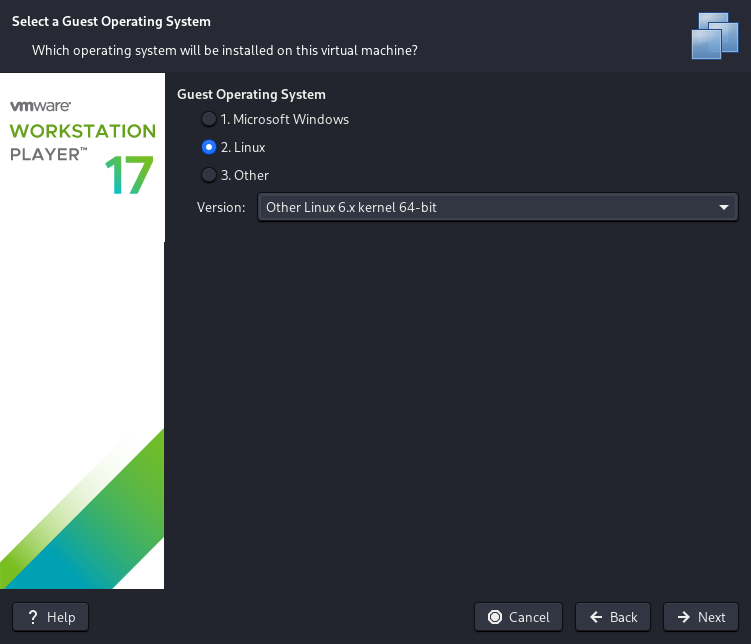 Select a Guest Operating System
Which operating system will be installed on this virtual machine?
vmware
WORKSTATION
PLAYER™
17
Guest Operating System
1. Microsoft Windows
2. Linux
3. Other
Version: Other Linux 6.x kernel 64-bit
? Help Cancel Back Next